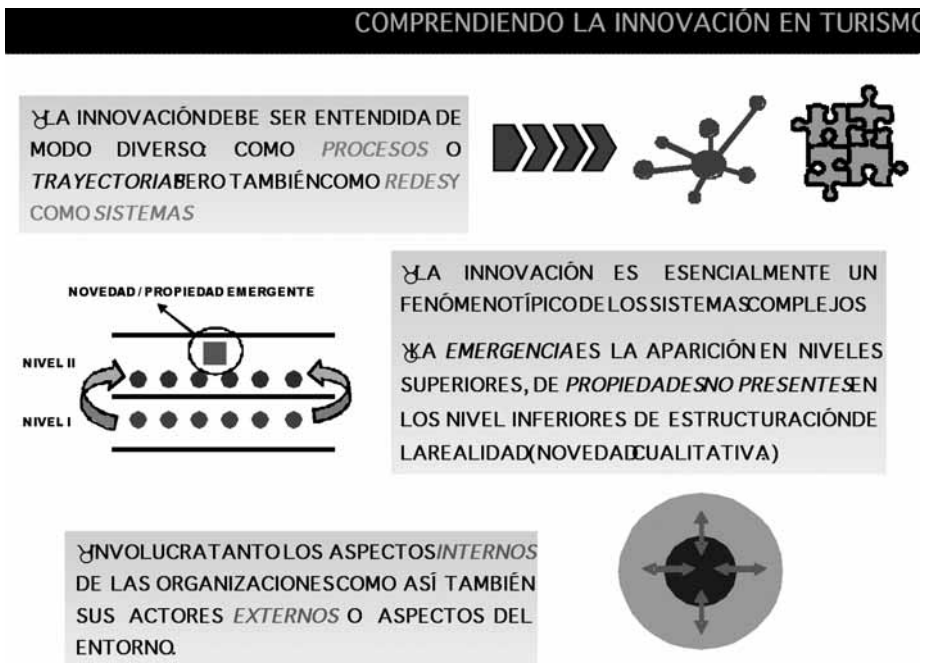 COMPRENDIENDO LA INNOVACIÓN EN TURISMO
LA INNOVACIÓN DEBE SER ENTENDIDA DE
MODO DIVERSO: COMO PROCESOS O
TRAYECTORIAS PERO TAMBIÉN COMO REDES Y
COMO SISTEMAS
NOVEDAD / PROPIEDAD EMERGENTE
NIVEL II
NIVEL I
LA INNOVACIÓN ES ESENCIALMENTE UN
FENÓMENO TÍPICO DE LOS SISTEMAS COMPLEJOS
LA EMERGENCIA ES LA APARICIÓN EN NIVELES
SUPERIORES, DE PROPIEDADES NO PRESENTES EN
LOS NIVEL INFERIORES DE ESTRUCTURACIÓN DE
LA REALIDAD (NOVEDAD CUALITATIVA)
INVOLUCRA TANTO LOS ASPECTOS INTERNOS
DE LAS ORGANIZACIONES COMO ASÍ TAMBIÉN
SUS ACTORES EXTERNOS O ASPECTOS DEL
ENTORNO.